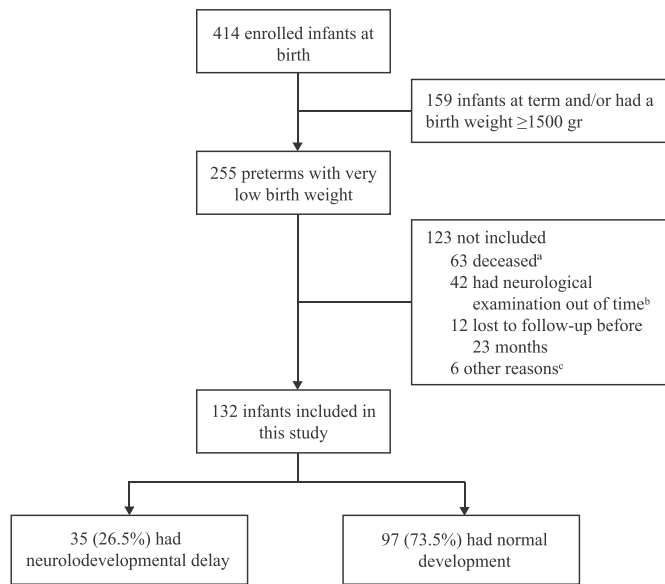 414 enrolled infants at
birth
159 infants at term and/or had a
birth weight ≥1500 gr
255 preterms with very
low birth weight
123 not included
63 deceasedᵃ
42 had neurological
examination out of timeᵇ
12 lost to follow-up before
23 months
6 other reasonsᶜ
132 infants included in
this study
35 (26.5%) had
neurolodevelopmental delay
97 (73.5%) had normal
development